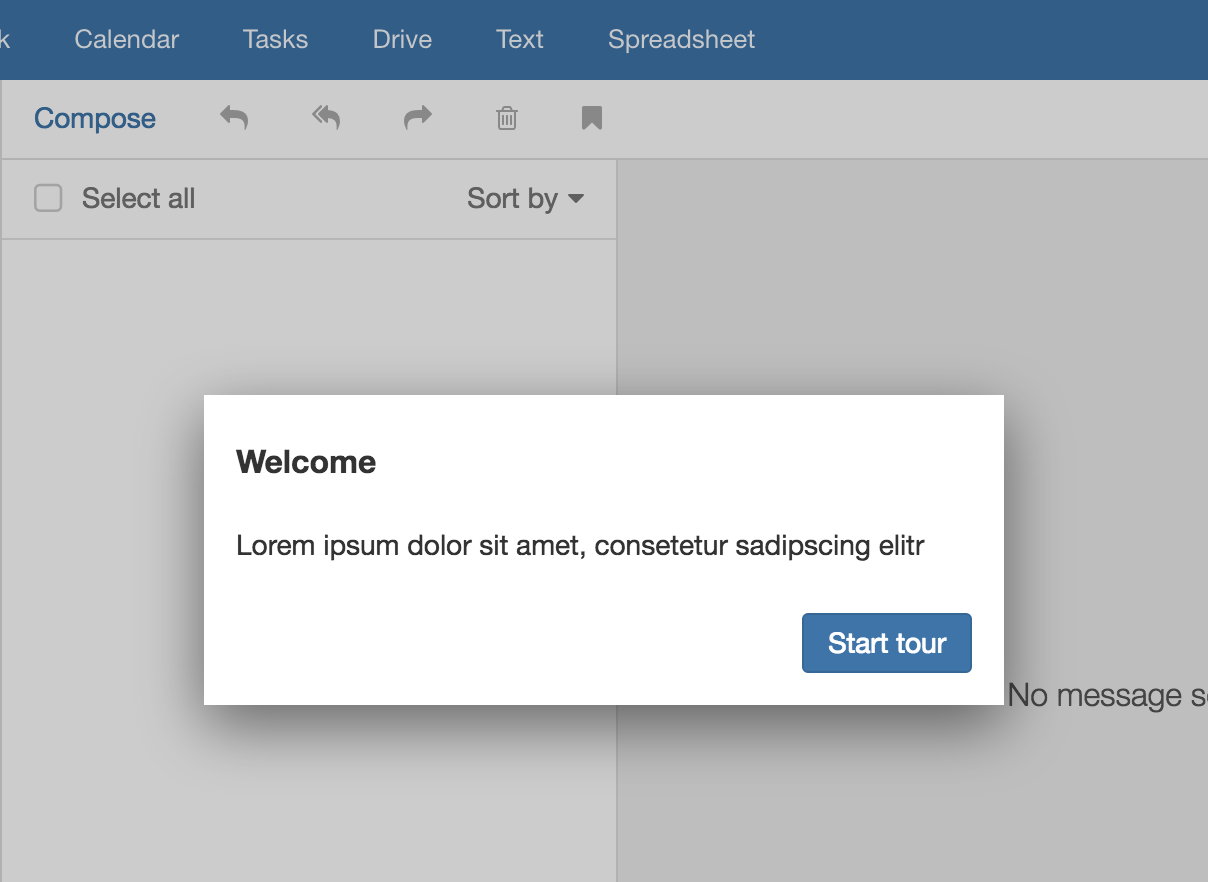 Calendar Tasks Drive Text Spreadsheet
Compose
Select all Sort by
Welcome
Lorem ipsum dolor sit amet, consetetur sadipscing elitr
Start tour
No message